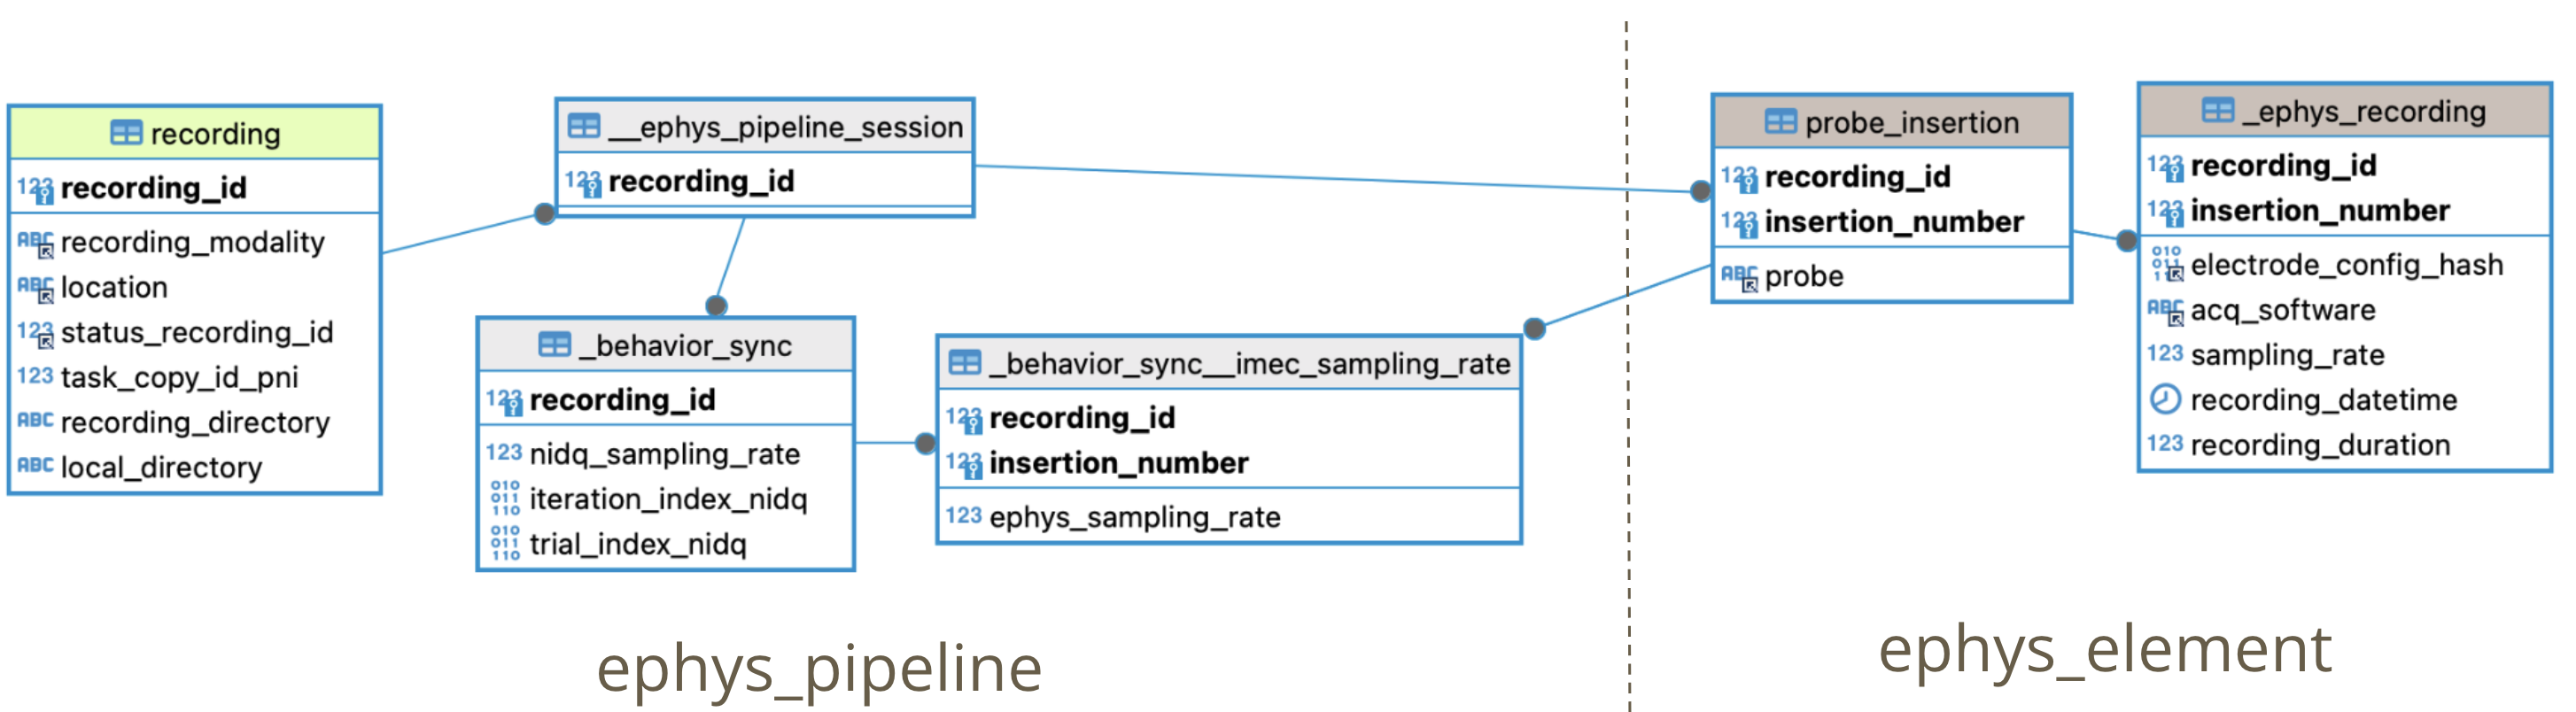 recording
recording_id
recording_modality
location
status_recording_id
task_copy_id_pni
recording_directory
local_directory
__ephys_pipeline_session
recording_id
_behavior_sync
recording_id
nidq_sampling_rate
iteration_index_nidq
trial_index_nidq
_behavior_sync__imec_sampling_rate
recording_id
insertion_number
ephys_sampling_rate
probe_insertion
recording_id
insertion_number
probe
_ephys_recording
recording_id
insertion_number
electrode_config_hash
acq_software
sampling_rate
recording_datetime
recording_duration
ephys_pipeline
ephys_element